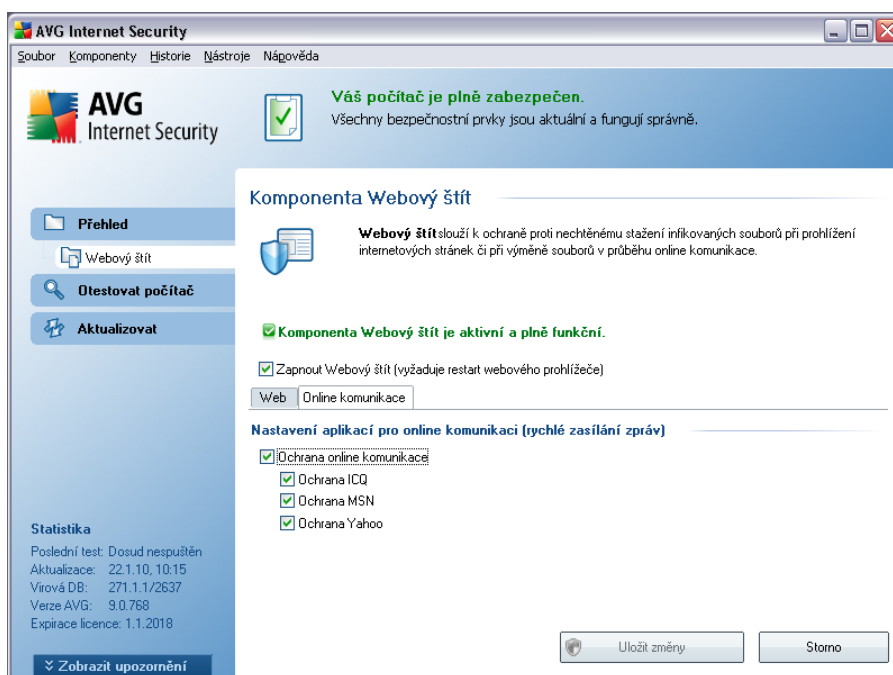 AVG Internet Security
Soubor Komponenty Historie Nástroje Nápověda
AVG
Internet Security
Váš počítač je plně zabezpečen.
Všechny bezpečnostní prvky jsou aktuální a fungují správně.
Přehled
Webový štít
Otestovat počítač
Aktualizovat
Komponenta Webový štít
Webový štít slouží k ochraně proti nechtěnému stažení infikovaných souborů při prohlížení
internetových stránek či při výměně souborů v průběhu online komunikace.
Komponenta Webový štít je aktivní a plně funkční.
Zapnout Webový štít (vyžaduje restart webového prohlížeče)
Web Online komunikace
Nastavení aplikací pro online komunikaci (rychlé zasílání zpráv)
Ochrana online komunikace
Ochrana ICQ
Ochrana MSN
Ochrana Yahoo
Statistika
Poslední test: Dosud nespuštěn
Aktualizace: 22.1.10, 10:15
Virová DB: 271.1.1/2637
Verze AVG: 9.0.768
Expirace licence: 1.1.2018
Zobrazit upozornění
Uložit změny Storno